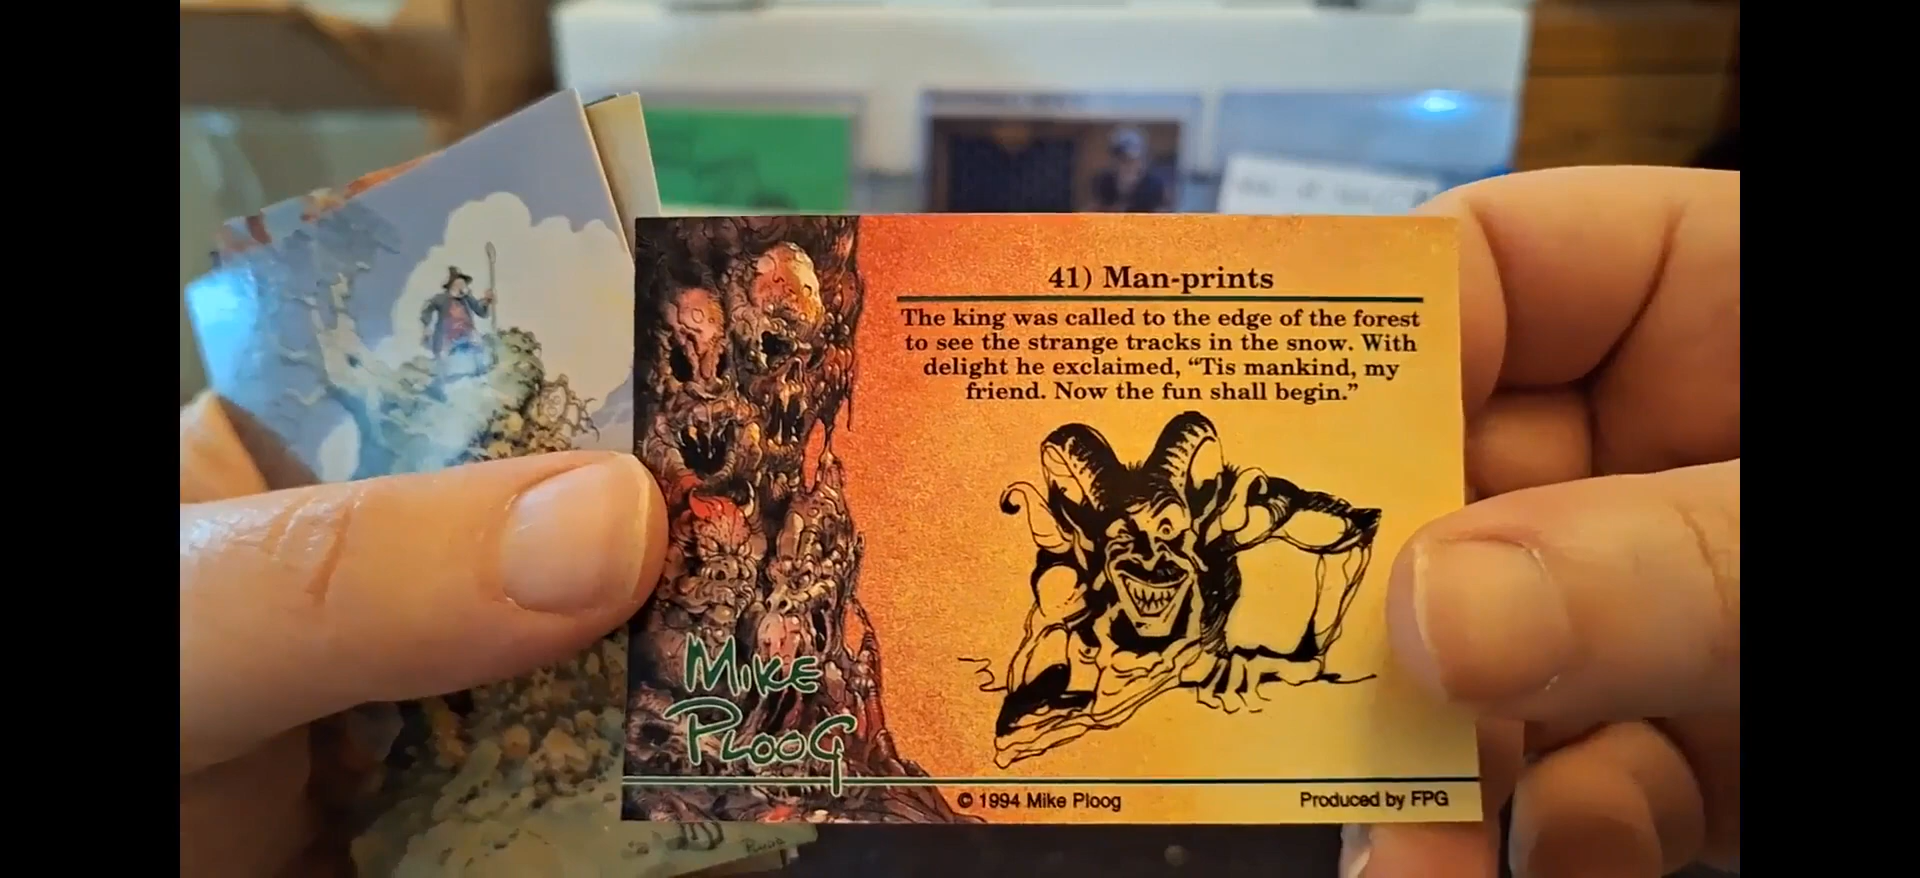 41) Man-prints
The king was called to the edge of the forest
to see the strange tracks in the snow. With
delight he exclaimed, “Tis mankind, my
friend. Now the fun shall begin.”
MIKE
PLOOG
© 1994 Mike Ploog
Produced by FPG